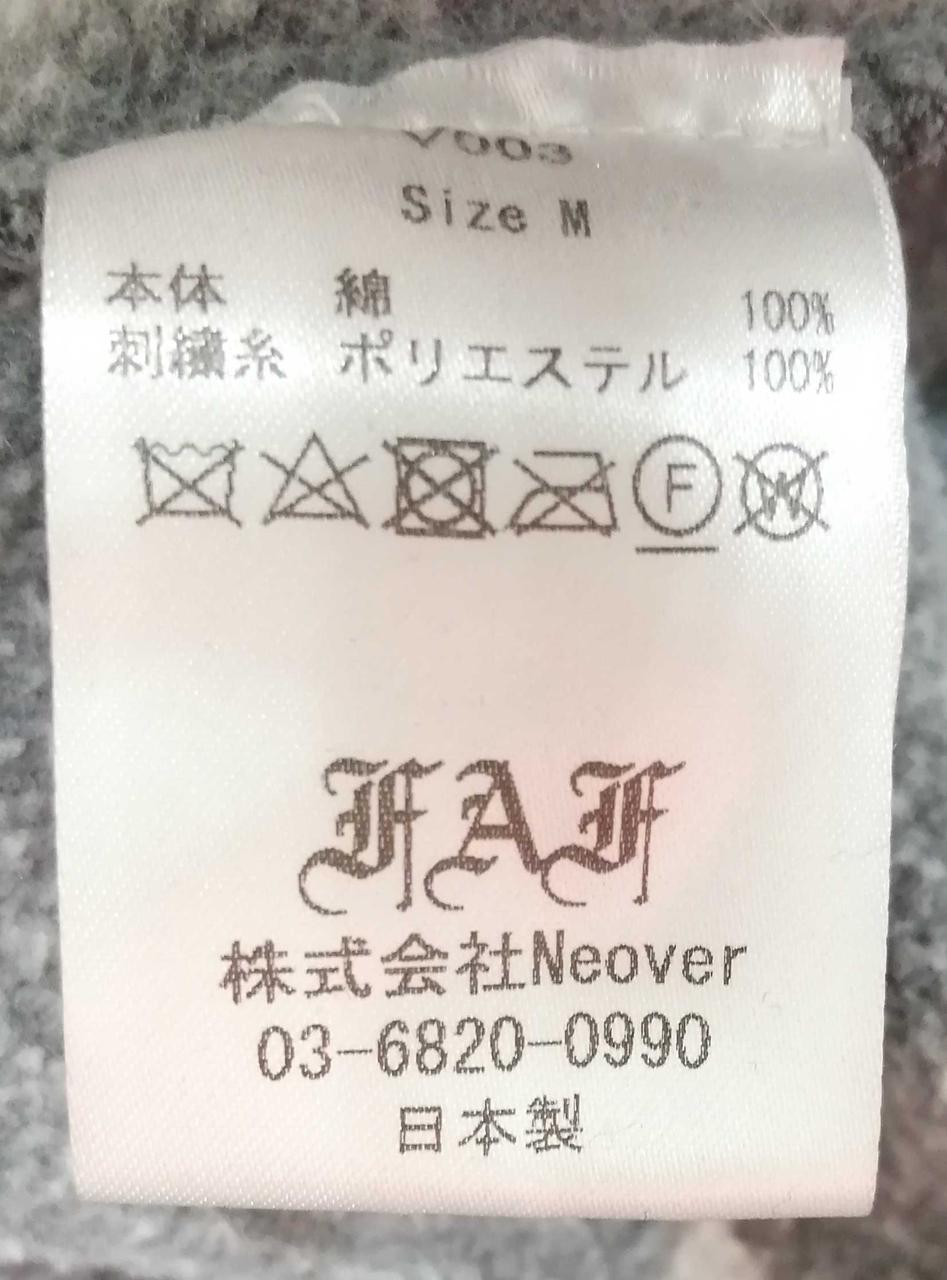 V003
Size M
本体 綿 100%
刺繍糸 ポリエステル 100%
F W
FAF
株式会社Neover
03-6820-0990
日本製